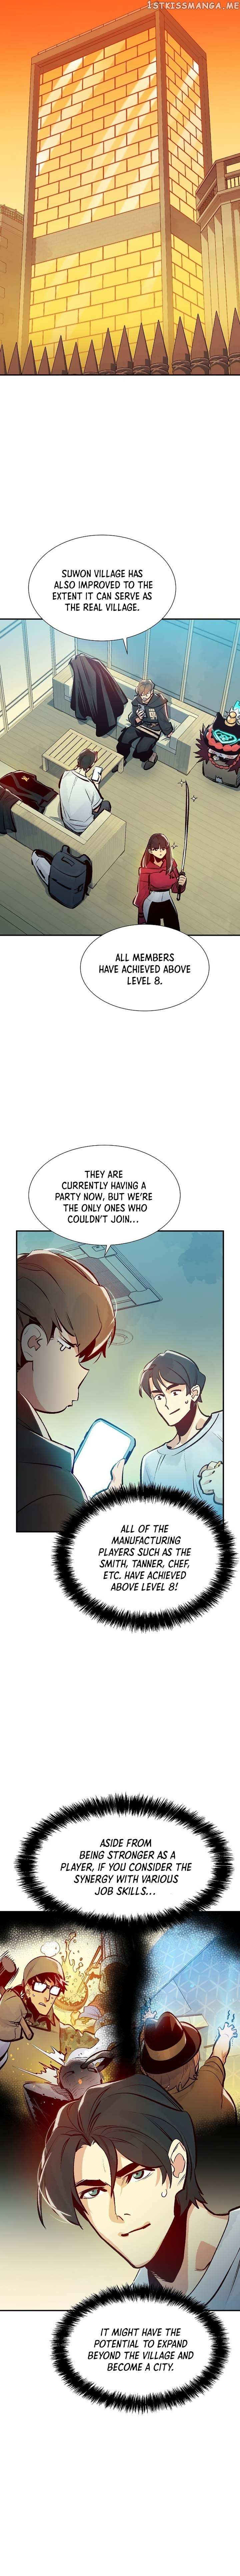 1STKISSMANGA.ME
SUWON VILLAGE HAS
ALSO IMPROVED TO THE
EXTENT IT CAN SERVE AS
THE REAL VILLAGE.
ALL MEMBERS
HAVE ACHIEVED ABOVE
LEVEL 8.
THEY ARE
CURRENTLY HAVING A
PARTY NOW, BUT WE'RE
THE ONLY ONES WHO
COULDN'T JOIN...
ALL OF THE
MANUFACTURING
PLAYERS SUCH AS THE
SMITH, TANNER, CHEF,
ETC. HAVE ACHIEVED
ABOVE LEVEL 8!
ASIDE FROM
BEING STRONGER AS A
PLAYER, IF YOU CONSIDER THE
SYNERGY WITH VARIOUS
JOB SKILLS...
IT MIGHT HAVE THE
POTENTIAL TO EXPAND
BEYOND THE VILLAGE AND
BECOME A CITY.